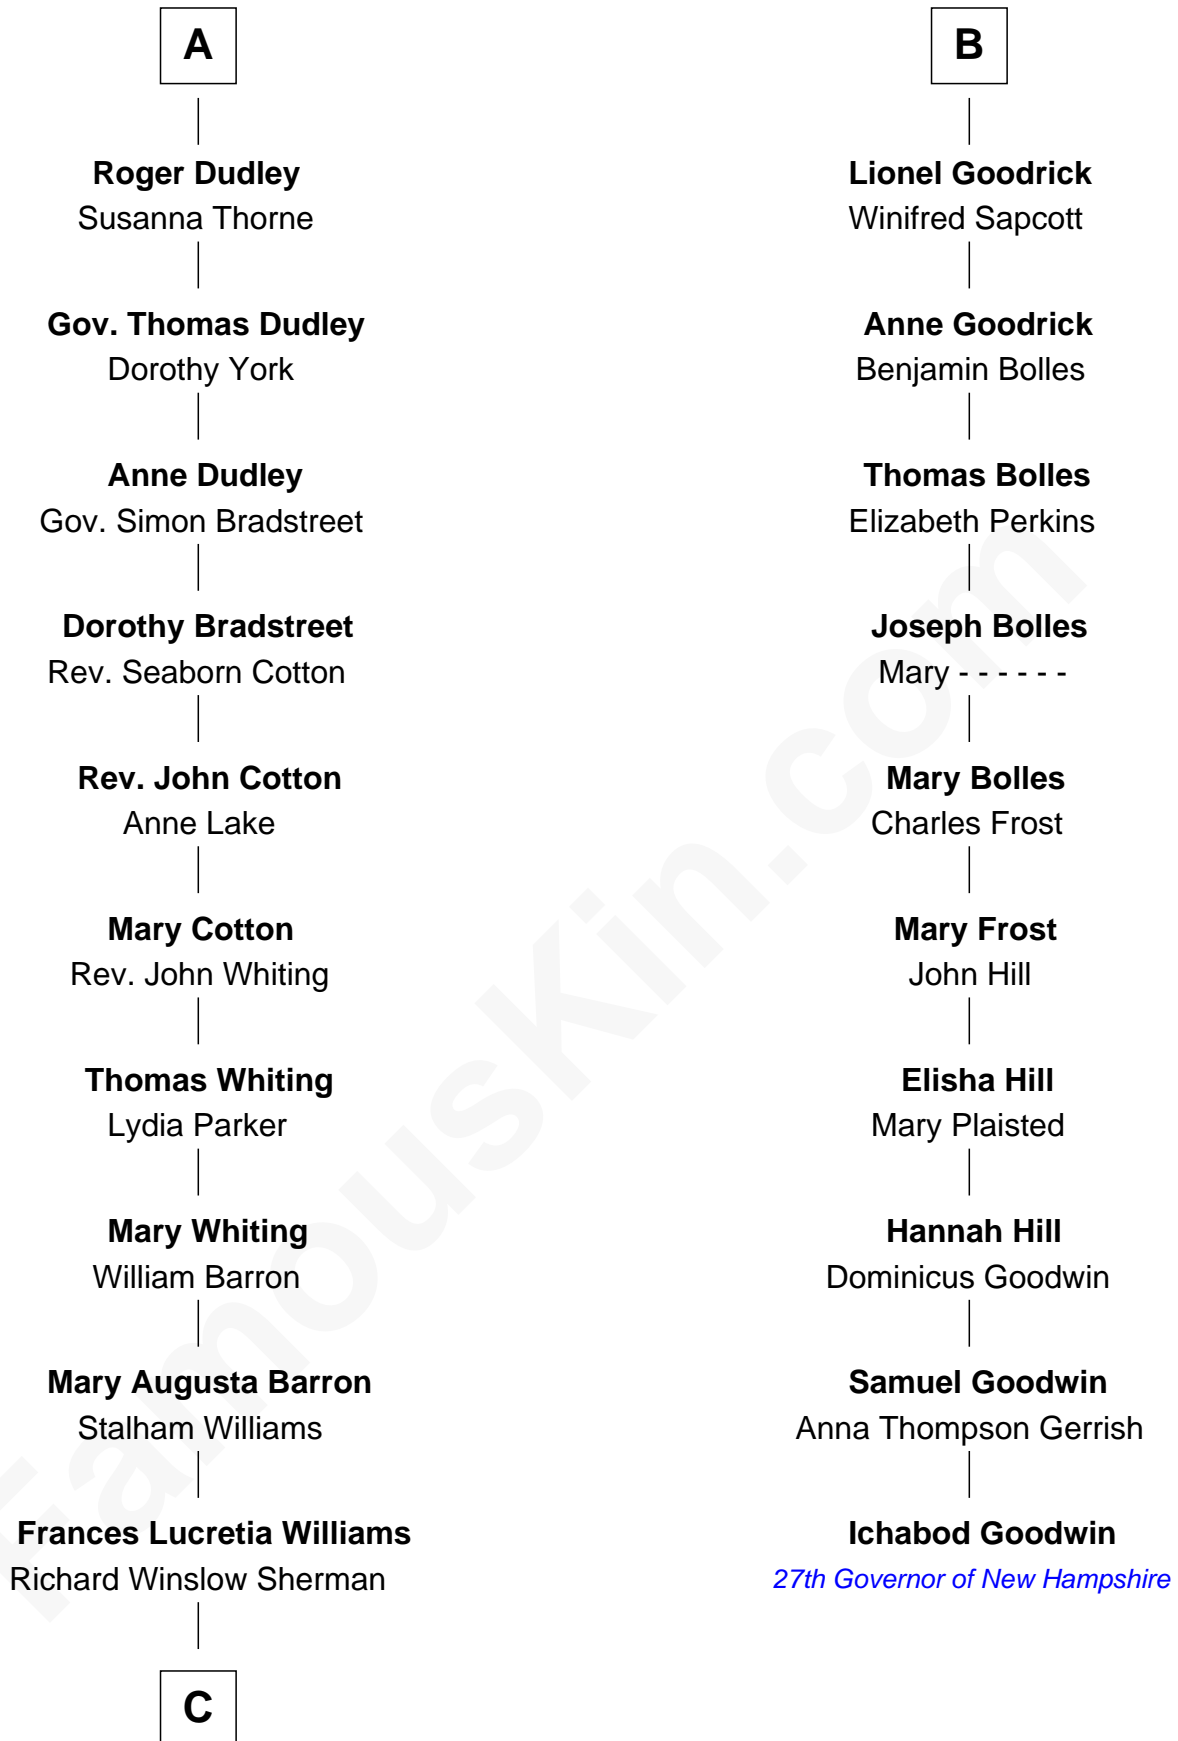 A
Roger Dudley
Susanna Thorne
Gov. Thomas Dudley
Dorothy York
Anne Dudley
Gov. Simon Bradstreet
Dorothy Bradstreet
Rev. Seaborn Cotton
Rev. John Cotton
Anne Lake
Mary Cotton
Rev. John Whiting
Thomas Whiting
Lydia Parker
Mary Whiting
William Barron
Mary Augusta Barron
Stalham Williams
Frances Lucretia Williams
Richard Winslow Sherman
C
B
Lionel Goodrick
Winifred Sapcott
Anne Goodrick
Benjamin Bolles
Thomas Bolles
Elizabeth Perkins
Joseph Bolles
Mary - - - - - -
Mary Bolles
Charles Frost
Mary Frost
John Hill
Elisha Hill
Mary Plaisted
Hannah Hill
Dominicus Goodwin
Samuel Goodwin
Anna Thompson Gerrish
Ichabod Goodwin
27th Governor of New Hampshire
FamousKin.com